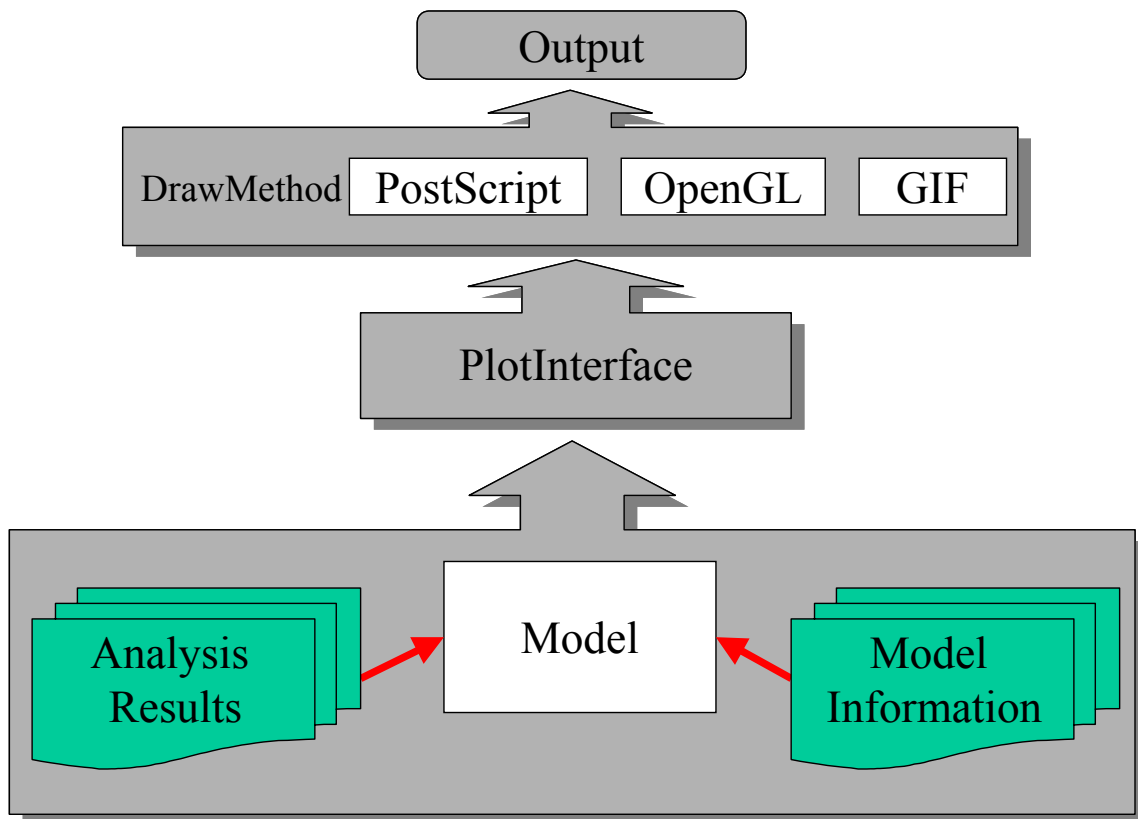 Output
DrawMethod PostScript OpenGL GIF
PlotInterface
Analysis
Results
Model
Model
Information